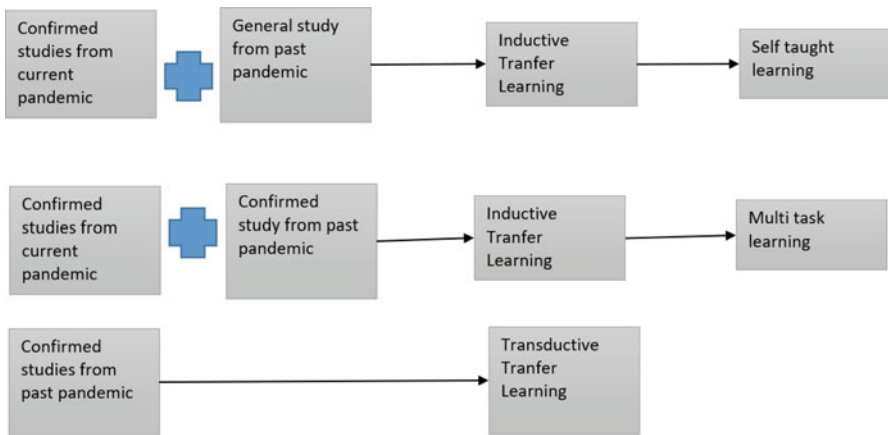 Confirmed
studies from
current
pandemic
General study
from past
pandemic
Inductive
Tranfer
Learning
Self taught
learning
Confirmed
studies from
current
pandemic
Confirmed
study from past
pandemic
Inductive
Tranfer
Learning
Multi task
learning
Confirmed
studies from
past pandemic
Transductive
Tranfer
Learning